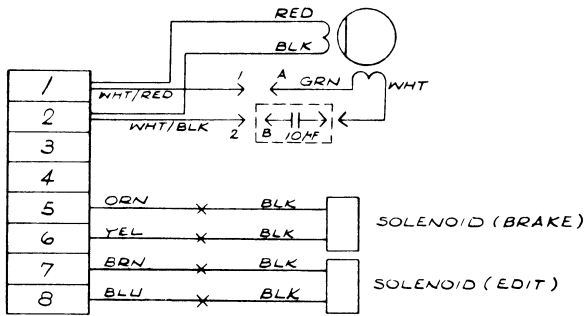 RED
BLK
1
WHT/RED
1
A
GRN
WHT
2
WHT/BLK
2
B
10µF
3
4
5
ORN
BLK
SOLENOID (BRAKE)
6
YEL
BLK
7
BRN
BLK
SOLENOID (EDIT)
8
BLU
BLK